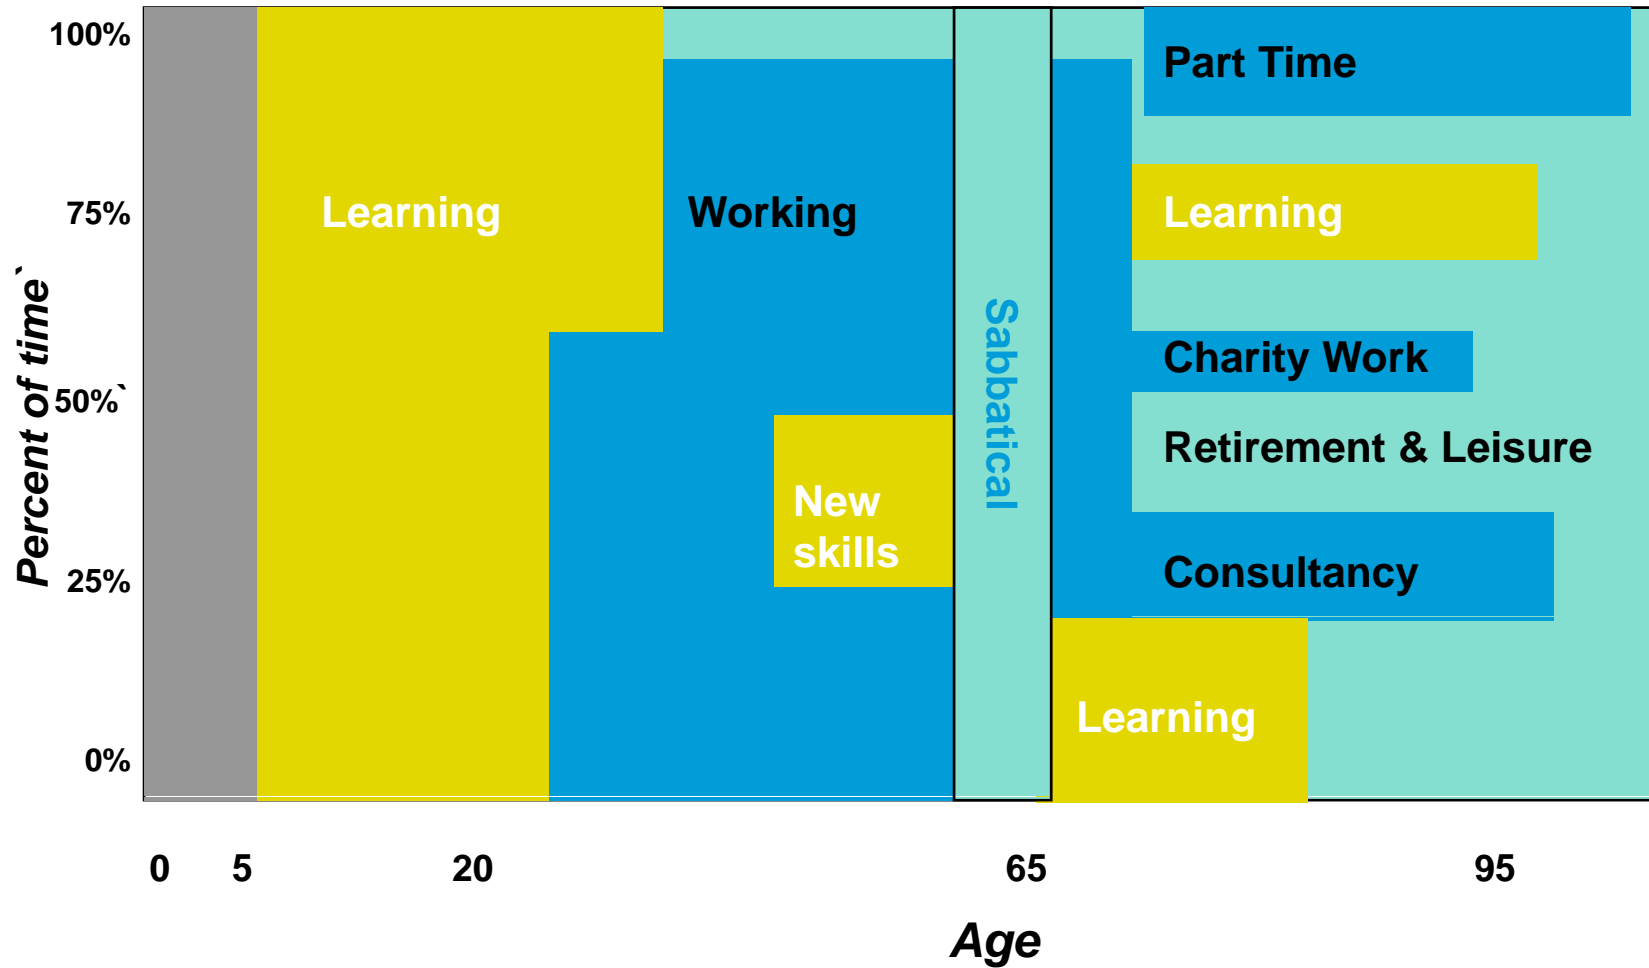 100%
75%
50%`
25%
0%
Percent of time`
Learning
Working
New
skills
Sabbatical
Part Time
Learning
Charity Work
Retirement & Leisure
Consultancy
Learning
0 5 20 65 95
Age